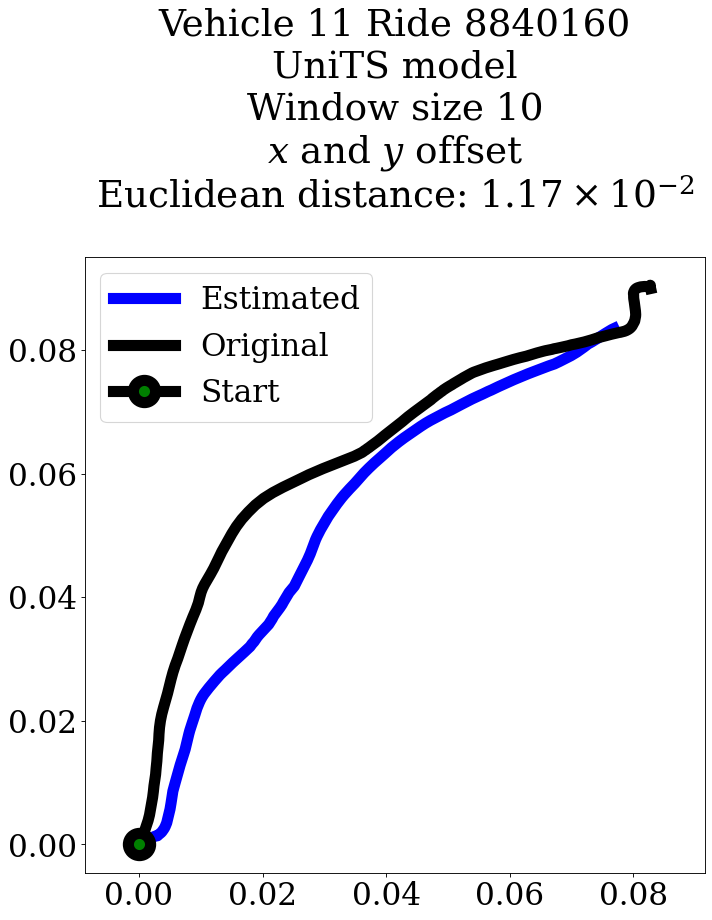 Vehicle 11 Ride 8840160
UniTS model
Window size 10
x and y offset
Euclidean distance: 1.17 × 10⁻²
Estimated
Original
Start
0.08
0.06
0.04
0.02
0.00
0.00 0.02 0.04 0.06 0.08